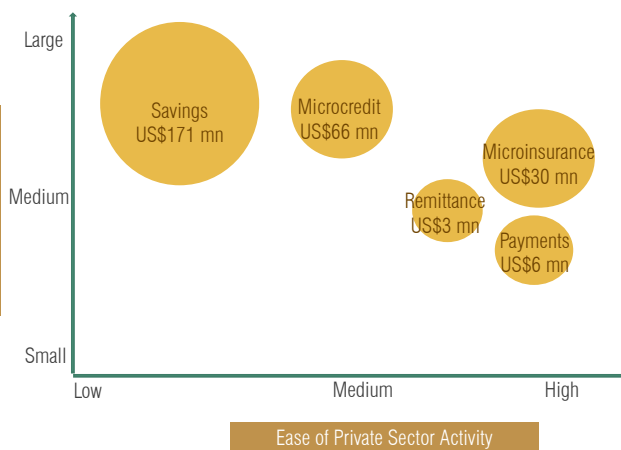 Large
Savings
US$171 mn
Microcredit
US$66 mn
Microinsurance
US$30 mn
Medium
Remittance
US$3 mn
Payments
US$6 mn
Small
Low
Medium
High
Ease of Private Sector Activity